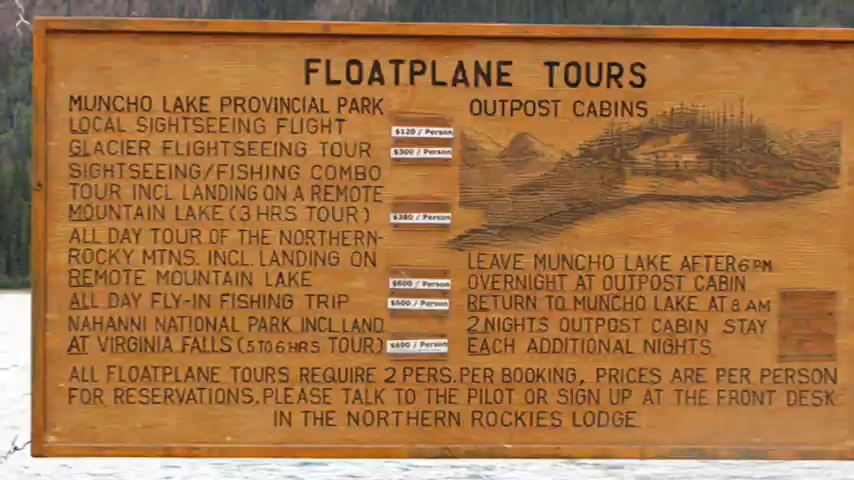 FLOATPLANE TOURS
MUNCHO LAKE PROVINCIAL PARK
LOCAL SIGHTSEEING FLIGHT $120 / Person
GLACIER FLIGHTSEEING TOUR $300 / Person
SIGHTSEEING/FISHING COMBO
TOUR INCL LANDING ON A REMOTE
MOUNTAIN LAKE (3 HRS TOUR) $380 / Person
ALL DAY TOUR OF THE NORTHERN-
ROCKY MTNS. INCL. LANDING ON
REMOTE MOUNTAIN LAKE $600 / Person
ALL DAY FLY-IN FISHING TRIP / Person
NAHANNI NATIONAL PARK INCL LAND
AT VIRGINIA FALLS (5 TO 6 HRS TOUR) / Person
OUTPOST CABINS
LEAVE MUNCHO LAKE AFTER 6 PM
OVERNIGHT AT OUTPOST CABIN
RETURN TO MUNCHO LAKE AT 8 AM
2 NIGHTS OUTPOST CABIN STAY
EACH ADDITIONAL NIGHTS
ALL FLOATPLANE TOURS REQUIRE 2 PERS. PER BOOKING, PRICES ARE PER PERSON
FOR RESERVATIONS, PLEASE TALK TO THE PILOT OR SIGN UP AT THE FRONT DESK
IN THE NORTHERN ROCKIES LODGE